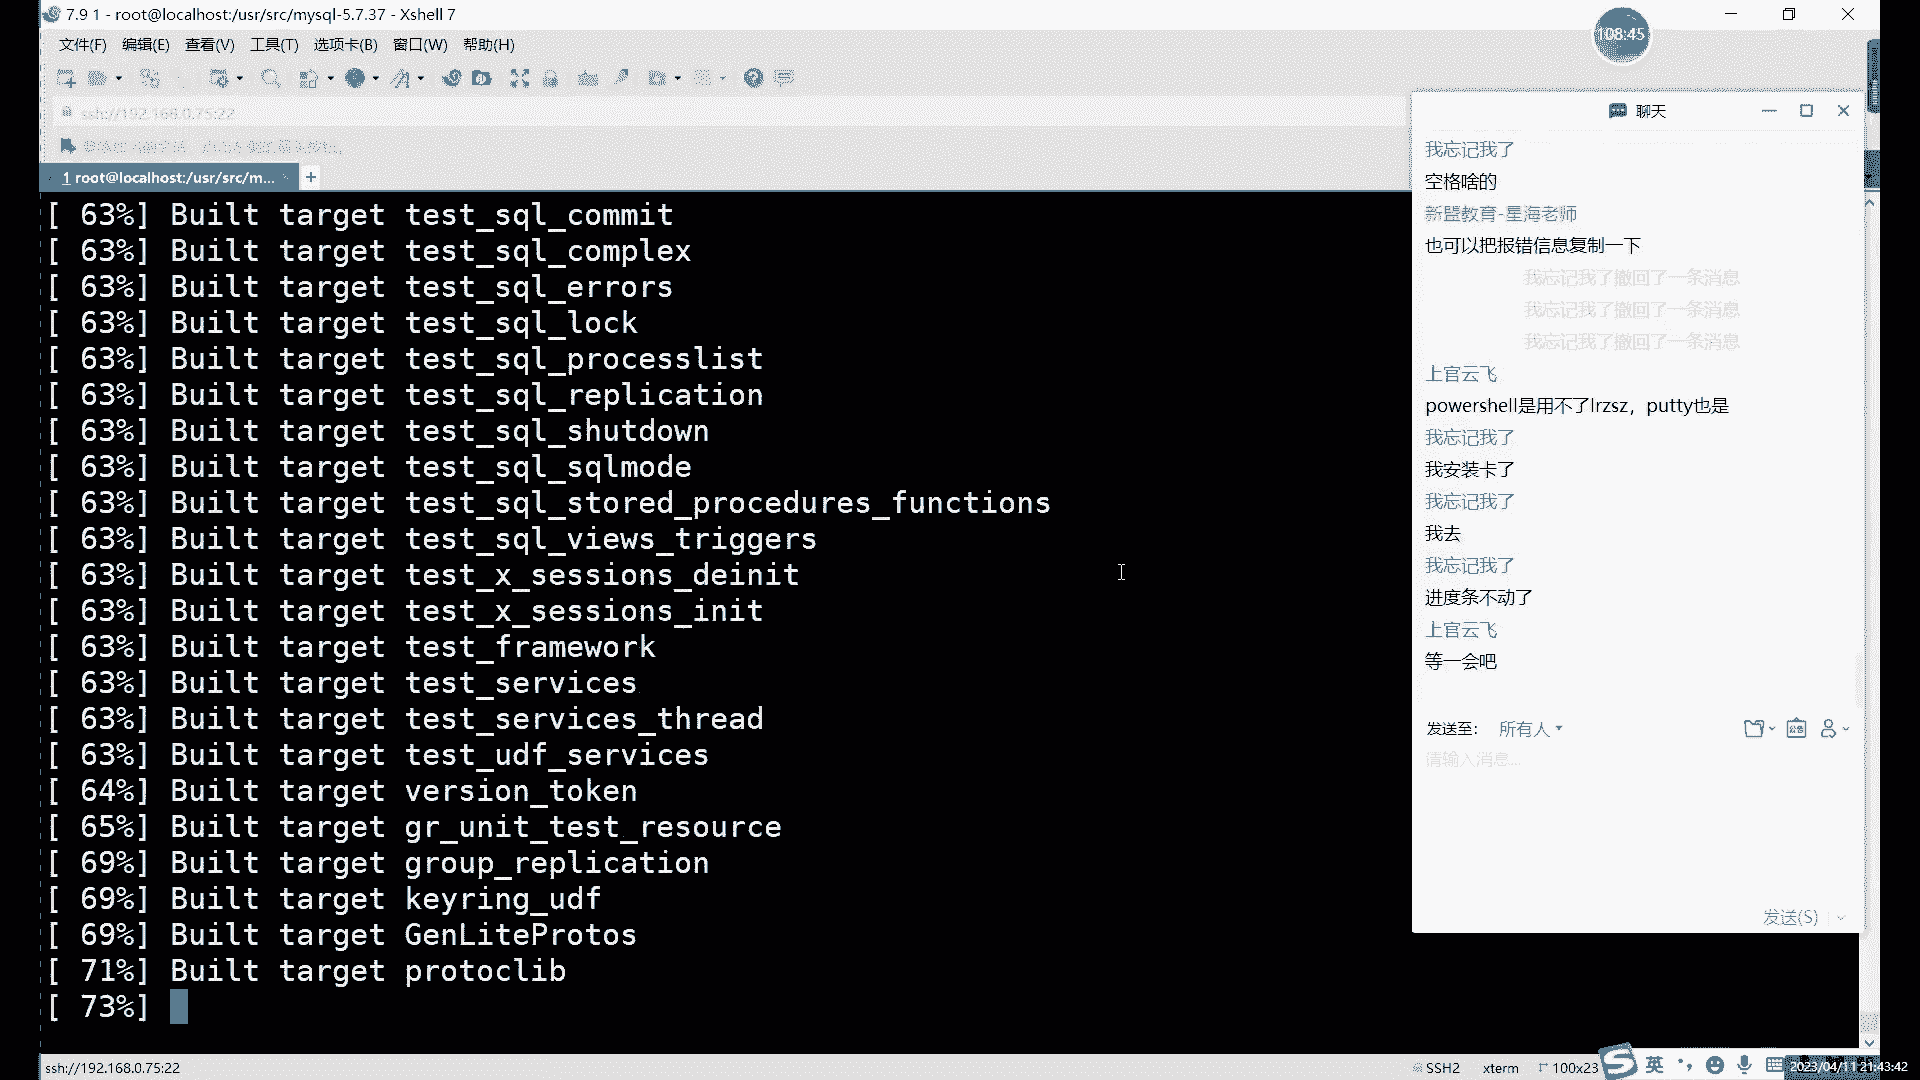 7.9 1 - root@localhost:/usr/src/mysql-5.7.37 - Xshell 7
108:45
文件(F) 编辑(E) 查看(V) 工具(T) 选项卡(B) 窗口(W) 帮助(H)
ssh://192.168.0.75:22
1 root@localhost:/usr/src/m... +
[ 63%] Built target test_sql_commit
[ 63%] Built target test_sql_complex
[ 63%] Built target test_sql_errors
[ 63%] Built target test_sql_lock
[ 63%] Built target test_sql_processlist
[ 63%] Built target test_sql_replication
[ 63%] Built target test_sql_shutdown
[ 63%] Built target test_sql_sqlmode
[ 63%] Built target test_sql_stored_procedures_functions
[ 63%] Built target test_sql_views_triggers
[ 63%] Built target test_x_sessions_deinit
[ 63%] Built target test_x_sessions_init
[ 63%] Built target test_framework
[ 63%] Built target test_services
[ 63%] Built target test_services_thread
[ 63%] Built target test_udf_services
[ 64%] Built target version_token
[ 65%] Built target gr_unit_test_resource
[ 69%] Built target group_replication
[ 69%] Built target keyring_udf
[ 69%] Built target GenLiteProtos
[ 71%] Built target protoclib
[ 73%]
聊天
我忘记我了
空格啥的
新盟教育-星海老师
也可以把报错信息复制一下
我忘记我了撤回了一条消息
我忘记我了撤回了一条消息
我忘记我了撤回了一条消息
上官云飞
powershell是用不了lrzsz，putty也是
我忘记我了
我安装卡了
我忘记我了
我去
我忘记我了
进度条不动了
上官云飞
等一会吧
发送至： 所有人
请输入消息...
发送(S)
ssh://192.168.0.75:22
SSH2 xterm 100x23
英
2023/04/11 21:43:42